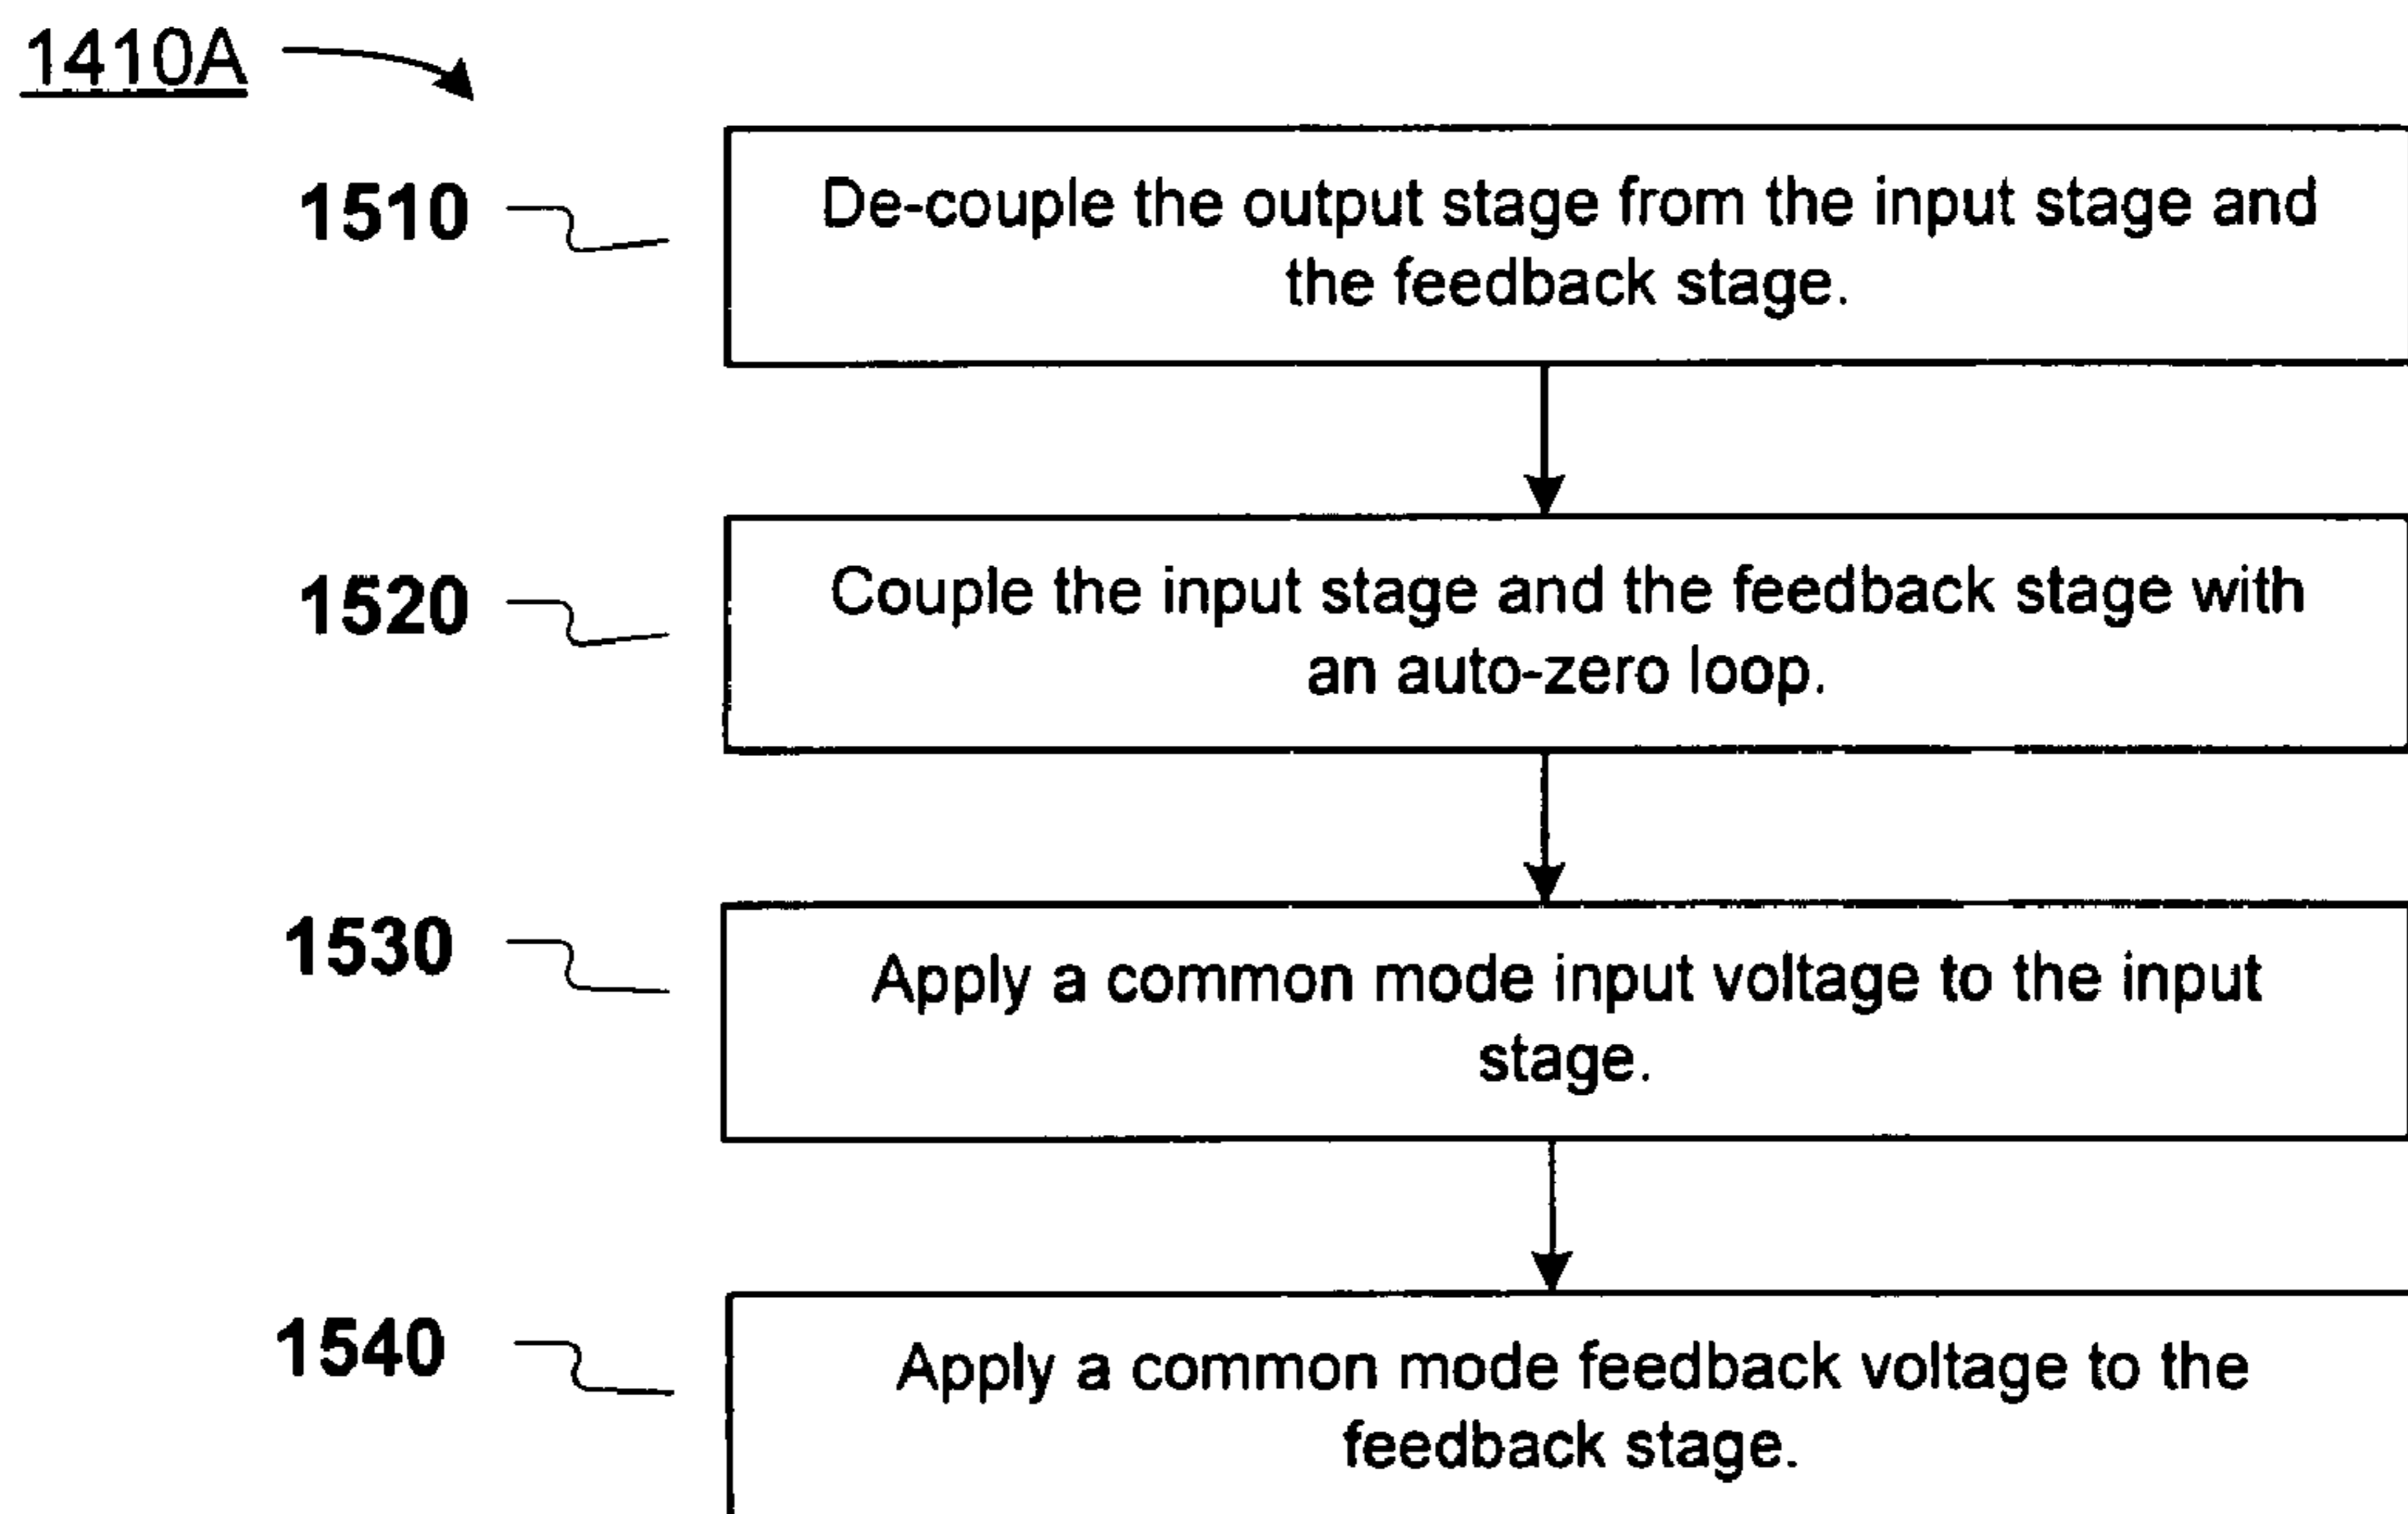 1410A
1510
De-couple the output stage from the input stage and
the feedback stage.
1520
Couple the input stage and the feedback stage with
an auto-zero loop.
1530
Apply a common mode input voltage to the input
stage.
1540
Apply a common mode feedback voltage to the
feedback stage.